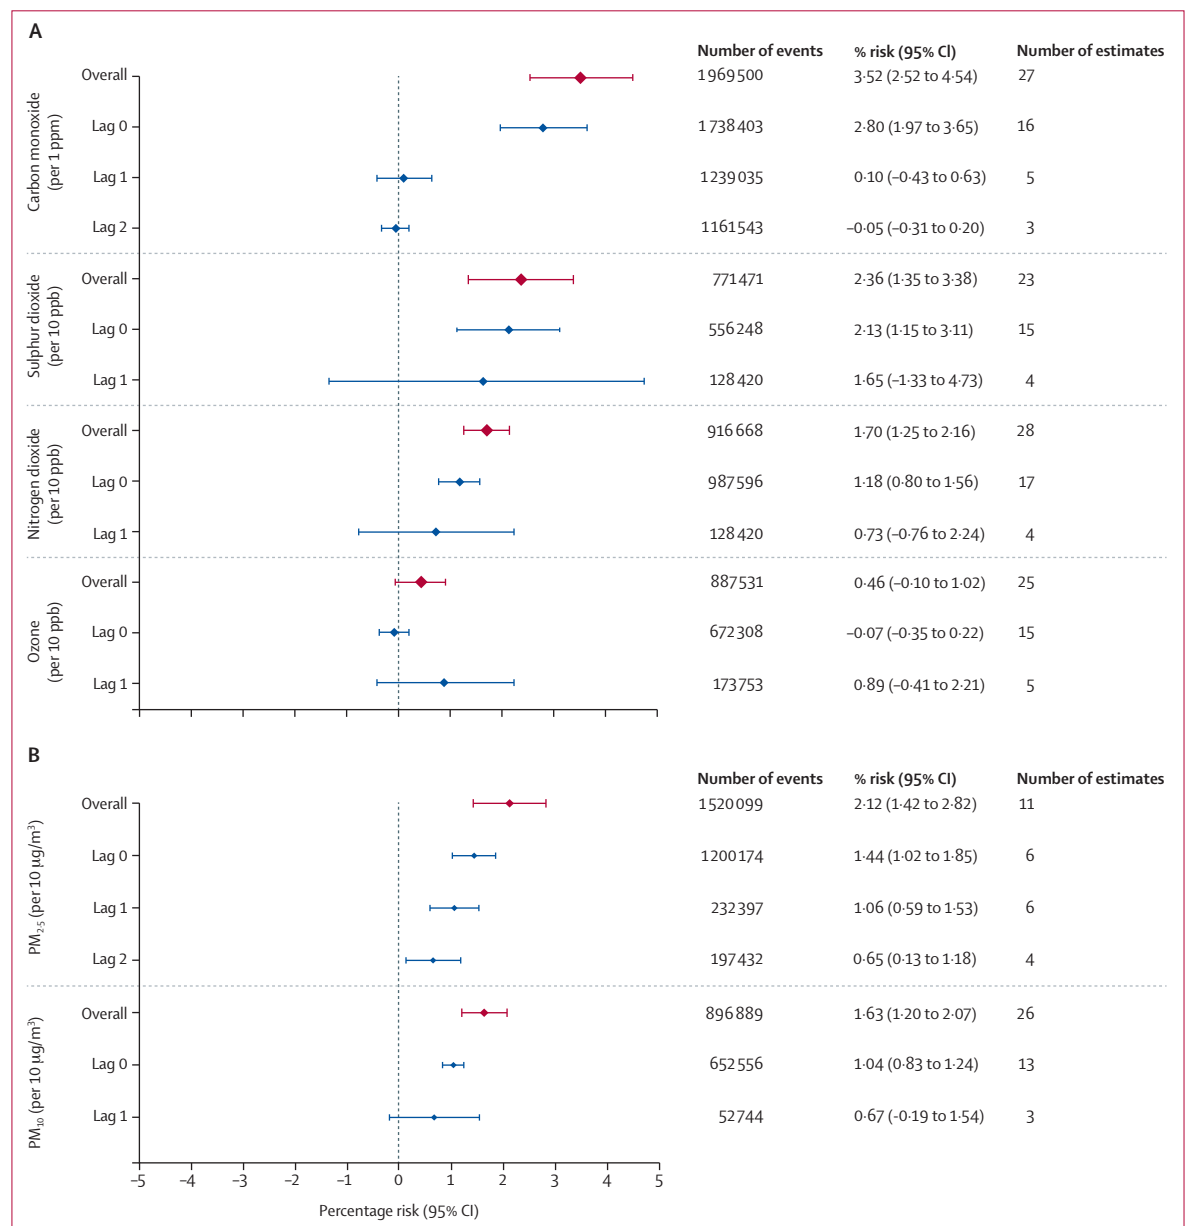 A
Number of events % risk (95% CI) Number of estimates
Carbon monoxide
(per 1 ppm)
Overall 1969500 3·52 (2·52 to 4·54) 27
Lag 0 1738403 2·80 (1·97 to 3·65) 16
Lag 1 1239035 0·10 (–0·43 to 0·63) 5
Lag 2 1161543 –0·05 (–0·31 to 0·20) 3
Sulphur dioxide
(per 10 ppb)
Overall 771471 2·36 (1·35 to 3·38) 23
Lag 0 556248 2·13 (1·15 to 3·11) 15
Lag 1 128420 1·65 (–1·33 to 4·73) 4
Nitrogen dioxide
(per 10 ppb)
Overall 916668 1·70 (1·25 to 2·16) 28
Lag 0 987596 1·18 (0·80 to 1·56) 17
Lag 1 128420 0·73 (–0·76 to 2·24) 4
Ozone
(per 10 ppb)
Overall 887531 0·46 (–0·10 to 1·02) 25
Lag 0 672308 –0·07 (–0·35 to 0·22) 15
Lag 1 173753 0·89 (–0·41 to 2·21) 5
B
Number of events % risk (95% CI) Number of estimates
PM2·5 (per 10 µg/m³)
Overall 1520099 2·12 (1·42 to 2·82) 11
Lag 0 1200174 1·44 (1·02 to 1·85) 6
Lag 1 232397 1·06 (0·59 to 1·53) 6
Lag 2 197432 0·65 (0·13 to 1·18) 4
PM10 (per 10 µg/m³)
Overall 896889 1·63 (1·20 to 2·07) 26
Lag 0 652556 1·04 (0·83 to 1·24) 13
Lag 1 52744 0·67 (-0·19 to 1·54) 3
–5 –4 –3 –2 –1 0 1 2 3 4 5
Percentage risk (95% CI)